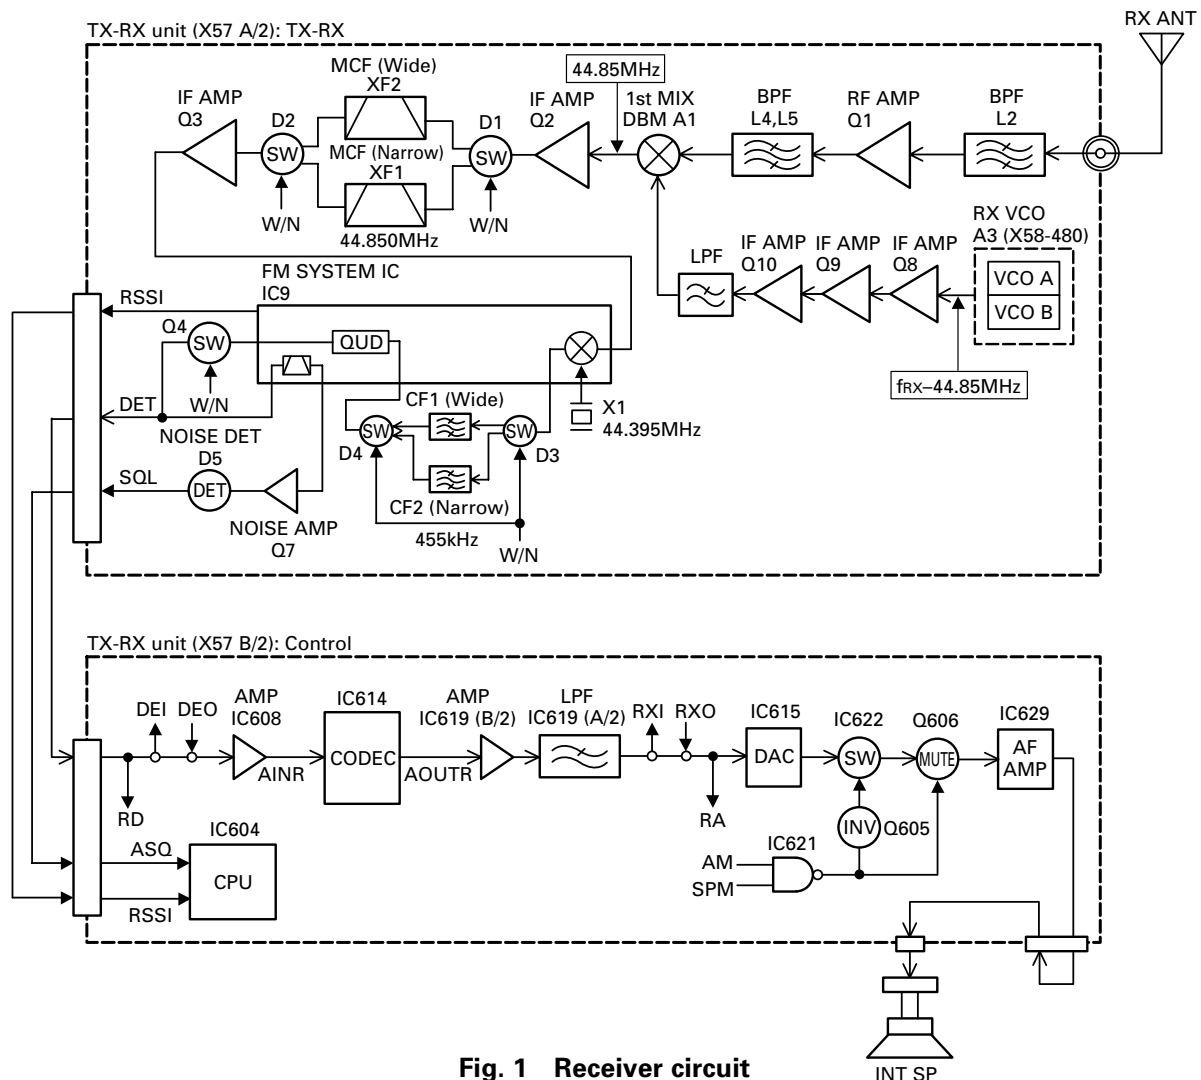 TX-RX unit (X57 A/2): TX-RX
RX ANT
MCF (Wide)
XF2
44.85MHz
IF AMP
Q3
D2
SW
MCF (Narrow)
XF1
44.850MHz
D1
SW
IF AMP
Q2
1st MIX
DBM A1
BPF
L4,L5
RF AMP
Q1
BPF
L2
W/N
W/N
RX VCO
A3 (X58-480)
VCO A
VCO B
LPF
IF AMP
Q10
IF AMP
Q9
IF AMP
Q8
fRX–44.85MHz
FM SYSTEM IC
IC9
RSSI
Q4
SW
QUD
W/N
DET
NOISE DET
D5
DET
SQL
NOISE AMP
Q7
CF1 (Wide)
SW
D4
SW
D3
CF2 (Narrow)
455kHz
W/N
X1
44.395MHz
TX-RX unit (X57 B/2): Control
DEI
DEO
AMP
IC608
AINR
IC614
CODEC
AOUTR
AMP
IC619 (B/2)
LPF
IC619 (A/2)
RXI
RXO
IC615
DAC
IC622
SW
Q606
MUTE
IC629
AF
AMP
RD
RA
INV
Q605
IC621
AM
SPM
IC604
CPU
ASQ
RSSI
INT SP
Fig. 1 Receiver circuit